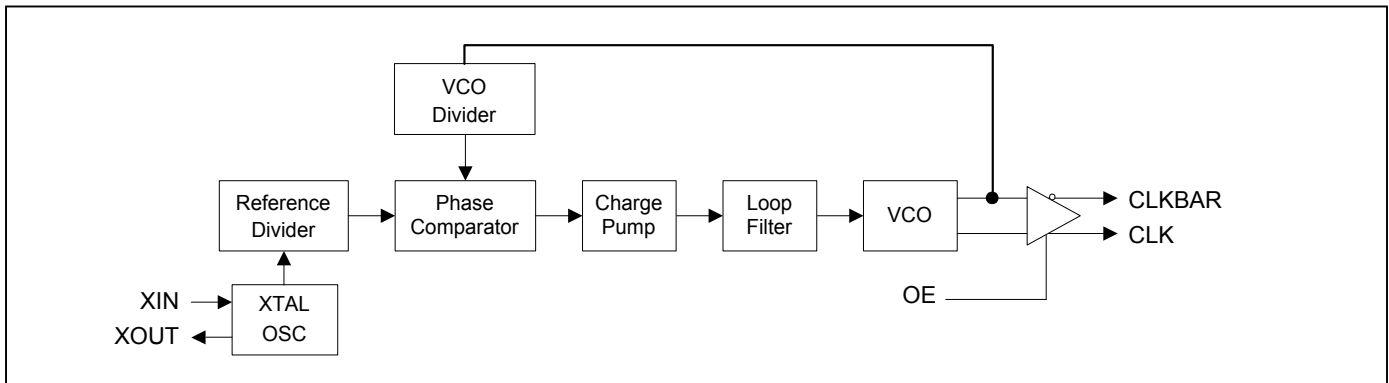 VCO
Divider
Reference
Divider
Phase
Comparator
Charge
Pump
Loop
Filter
VCO
CLKBAR
CLK
OE
XIN
XOUT
XTAL
OSC